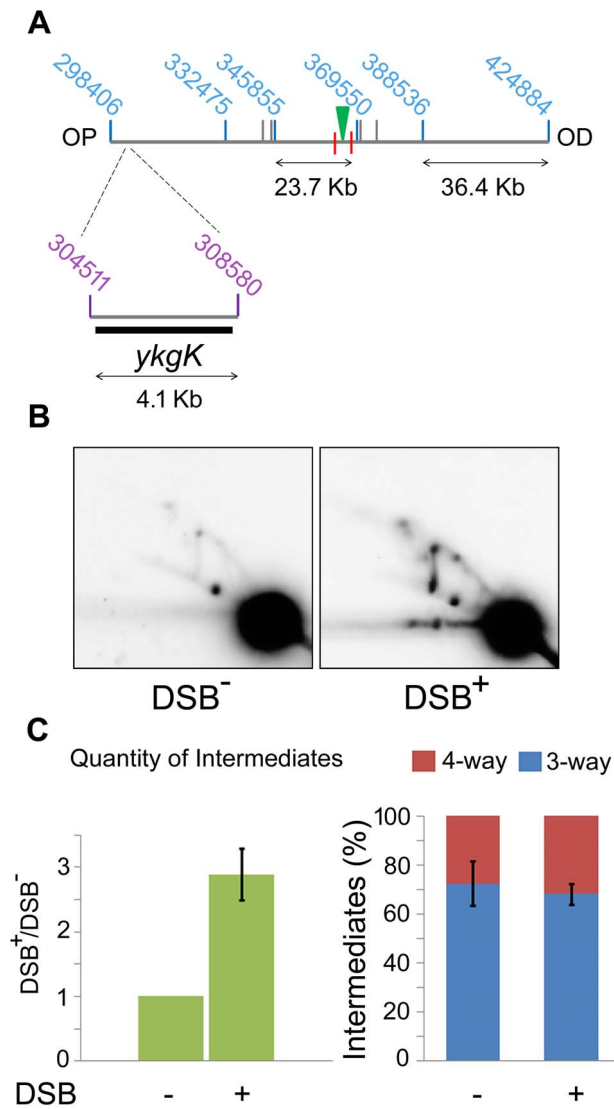 A
298406 332475 345855 369550 388536 424884
OP OD
23.7 Kb 36.4 Kb
304511 308580
ykgK
4.1 Kb
B
DSB- DSB+
C
Quantity of Intermediates
4-way 3-way
DSB+/DSB-
3
2
1
0
DSB - +
Intermediates (%)
100
80
60
40
20
0
- +